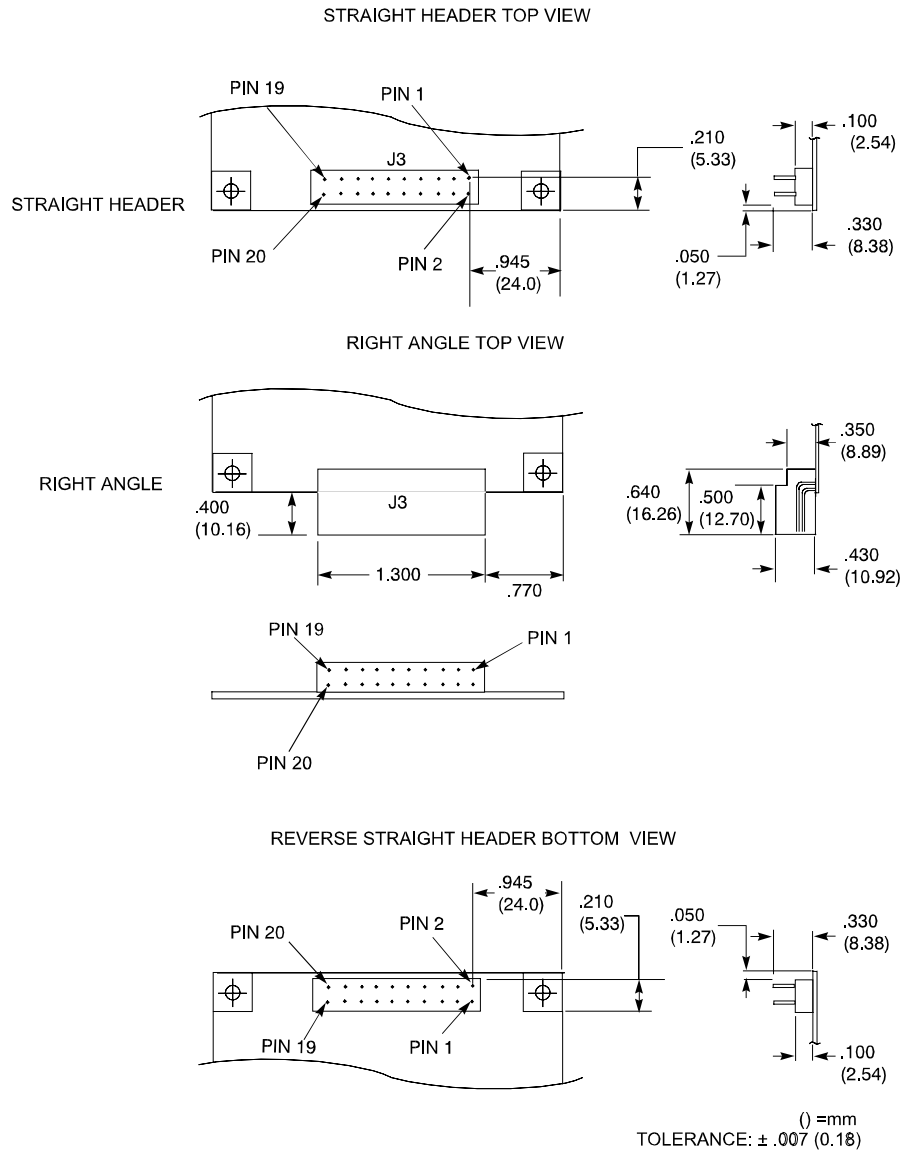 STRAIGHT HEADER TOP VIEW
PIN 19
PIN 1
J3
.210
(5.33)
.100
(2.54)
STRAIGHT HEADER
PIN 20
PIN 2
.945
(24.0)
.050
(1.27)
.330
(8.38)
RIGHT ANGLE TOP VIEW
RIGHT ANGLE
.400
(10.16)
J3
1.300
.770
.350
(8.89)
.640
(16.26)
.500
(12.70)
.430
(10.92)
PIN 19
PIN 1
PIN 20
REVERSE STRAIGHT HEADER BOTTOM VIEW
.945
(24.0)
.210
(5.33)
.050
(1.27)
.330
(8.38)
PIN 20
PIN 2
PIN 19
PIN 1
.100
(2.54)
() =mm
TOLERANCE: ± .007 (0.18)